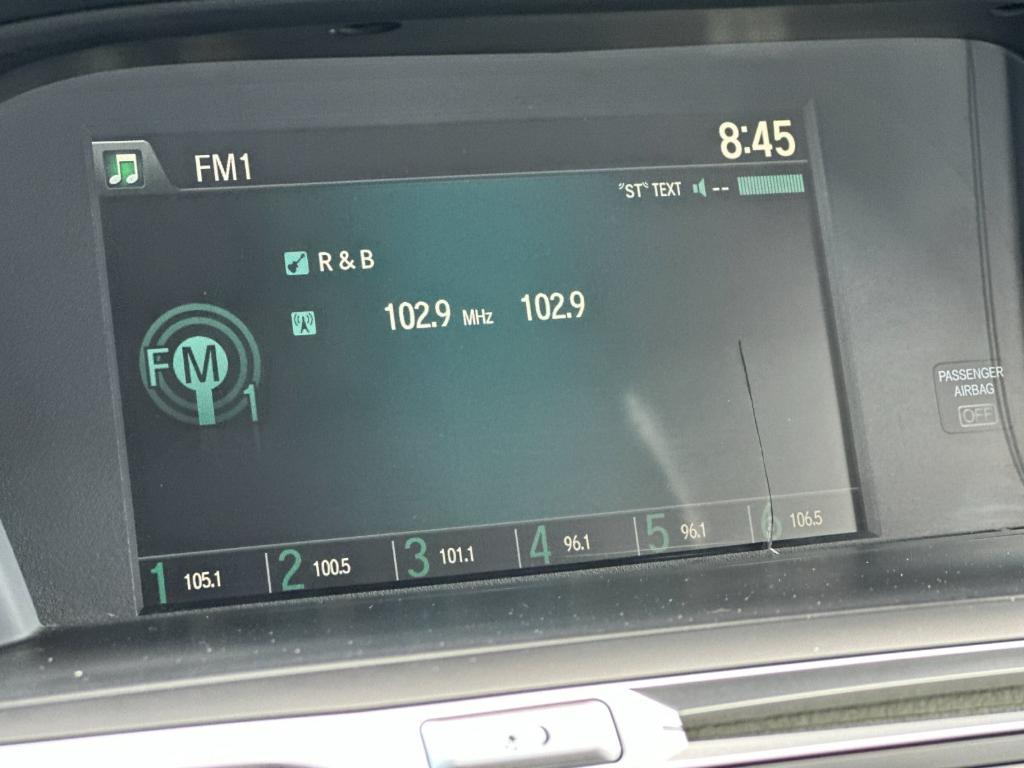 FM1
8:45
"ST" TEXT --
R & B
102.9 MHz 102.9
FM 1
PASSENGER
AIRBAG
OFF
1 105.1 2 100.5 3 101.1 4 96.1 5 96.1 6 106.5